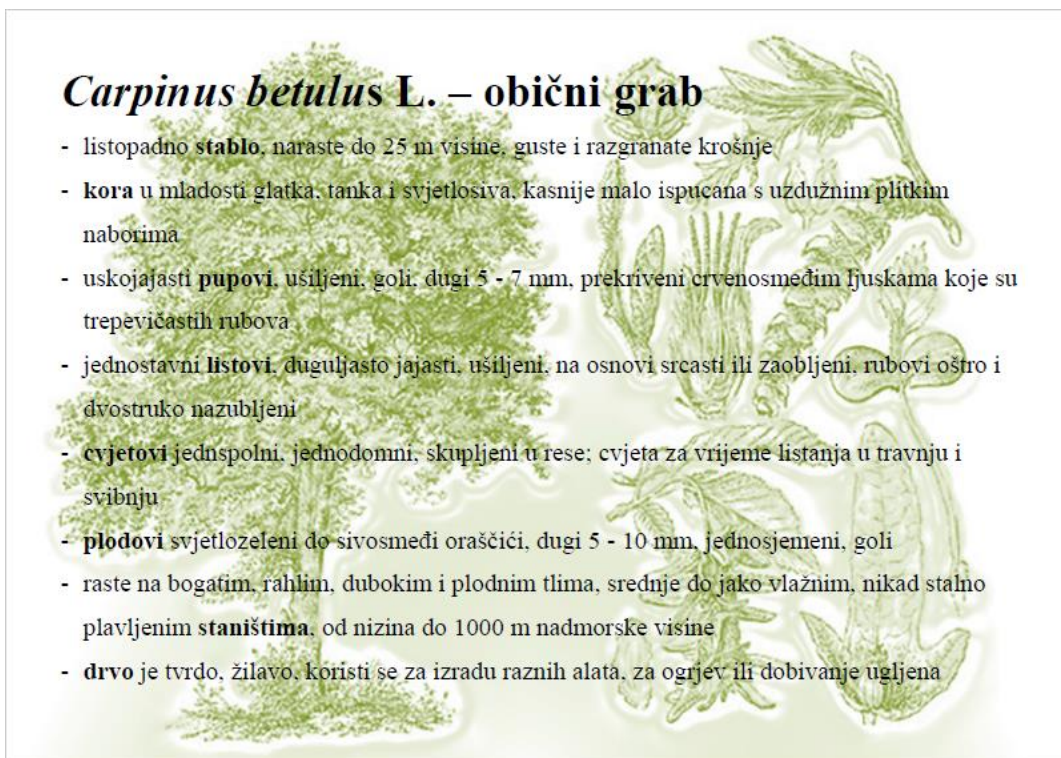 Carpinus betulus L. – obični grab
- listopadno stablo, naraste do 25 m visine, guste i razgranate krošnje
- kora u mladosti glatka, tanka i svjetlosiva, kasnije malo ispucana s uzdužnim plitkim
naborima
- uskojajasti pupovi, ušiljeni, goli, dugi 5 - 7 mm, prekriveni crvenosmeđim ljuskama koje su
trepevičastih rubova
- jednostavni listovi, duguljasto jajasti, ušiljeni, na osnovi srcasti ili zaobljeni, rubovi oštro i
dvostruko nazubljeni
- cvjetovi jednspolni, jednodomni, skupljeni u rese; cvjeta za vrijeme listanja u travnju i
svibnju
- plodovi svjetlozeleni do sivosmeđi oraščići, dugi 5 - 10 mm, jednosjemeni, goli
- raste na bogatim, rahlim, dubokim i plodnim tlima, srednje do jako vlažnim, nikad stalno
plavljenim staništima, od nizina do 1000 m nadmorske visine
- drvo je tvrdo, žilavo, koristi se za izradu raznih alata, za ogrjev ili dobivanje ugljena